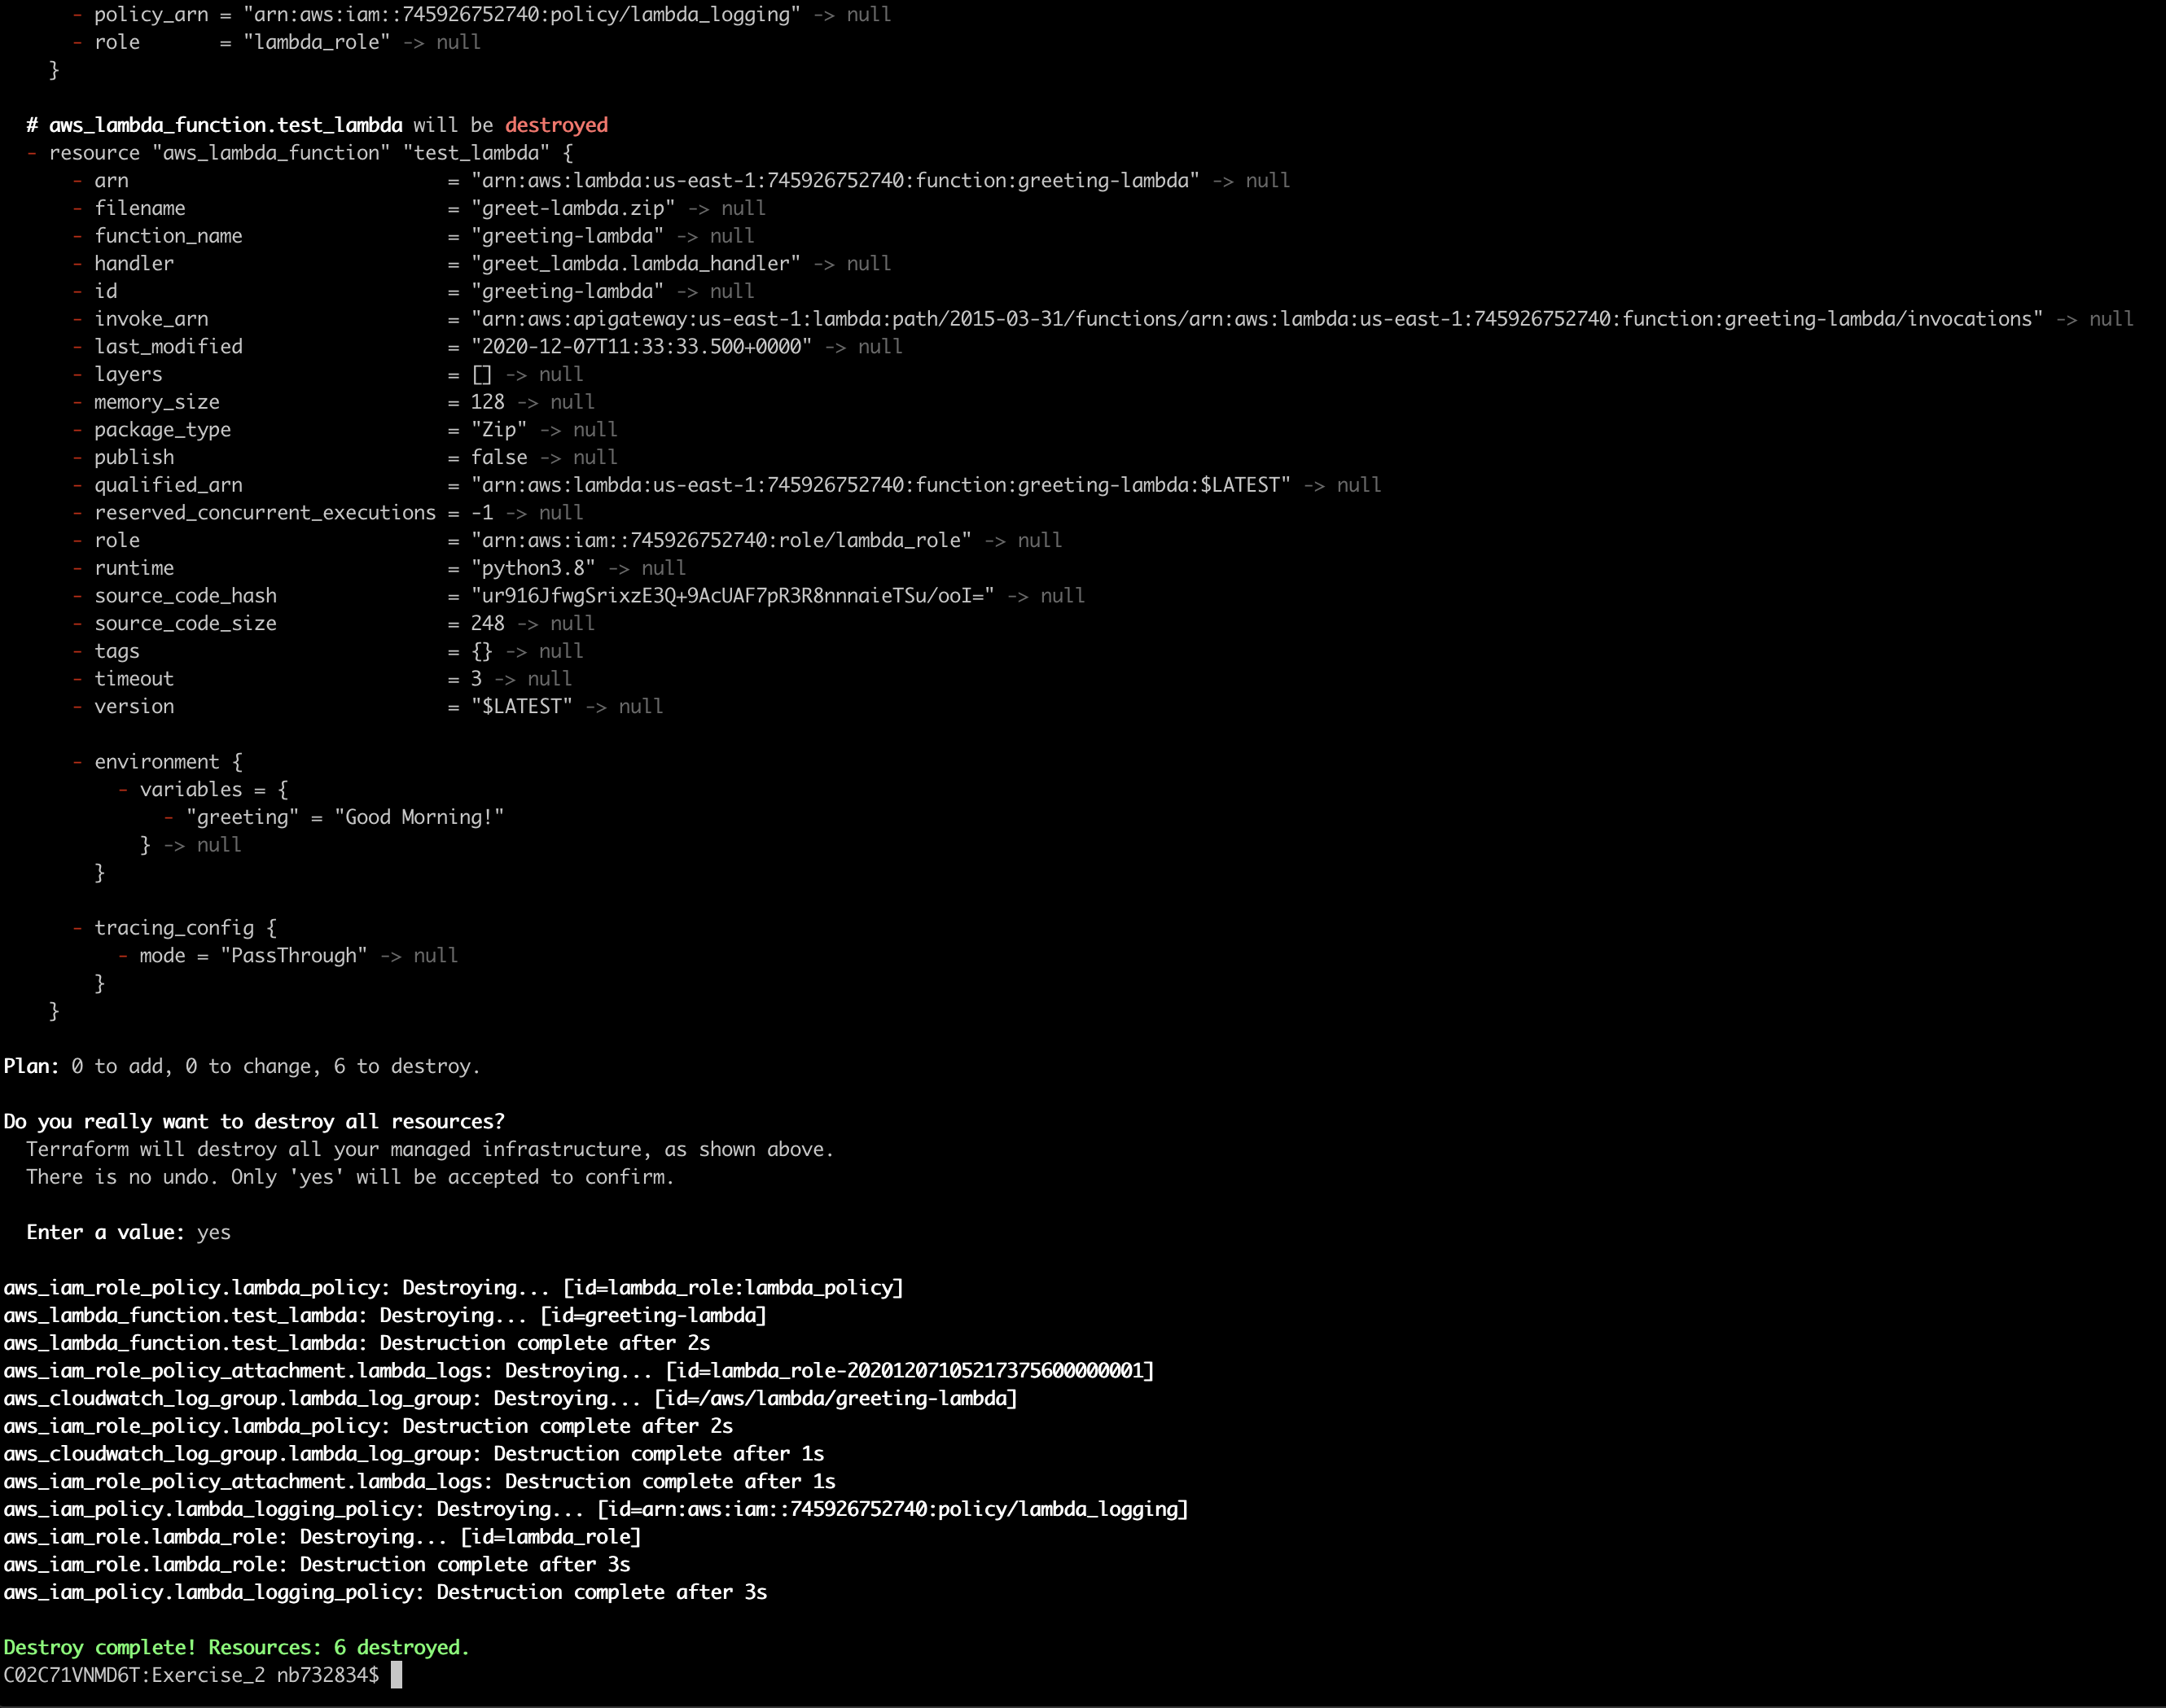 - policy_arn = "arn:aws:iam::745926752740:policy/lambda_logging" -> null
- role       = "lambda_role" -> null
}
# aws_lambda_function.test_lambda will be destroyed
- resource "aws_lambda_function" "test_lambda" {
- arn                            = "arn:aws:lambda:us-east-1:745926752740:function:greeting-lambda" -> null
- filename                       = "greet-lambda.zip" -> null
- function_name                  = "greeting-lambda" -> null
- handler                        = "greet_lambda.lambda_handler" -> null
- id                             = "greeting-lambda" -> null
- invoke_arn                     = "arn:aws:apigateway:us-east-1:lambda:path/2015-03-31/functions/arn:aws:lambda:us-east-1:745926752740:function:greeting-lambda/invocations" -> null
- last_modified                  = "2020-12-07T11:33:33.500+0000" -> null
- layers                         = [] -> null
- memory_size                    = 128 -> null
- package_type                   = "Zip" -> null
- publish                        = false -> null
- qualified_arn                  = "arn:aws:lambda:us-east-1:745926752740:function:greeting-lambda:$LATEST" -> null
- reserved_concurrent_executions = -1 -> null
- role                           = "arn:aws:iam::745926752740:role/lambda_role" -> null
- runtime                        = "python3.8" -> null
- source_code_hash               = "ur916JfwgSrixzE3Q+9AcUAF7pR3R8nnnaieTSu/ooI=" -> null
- source_code_size               = 248 -> null
- tags                           = {} -> null
- timeout                        = 3 -> null
- version                        = "$LATEST" -> null
- environment {
- variables = {
- "greeting" = "Good Morning!"
} -> null
}
- tracing_config {
- mode = "PassThrough" -> null
}
}
Plan: 0 to add, 0 to change, 6 to destroy.
Do you really want to destroy all resources?
Terraform will destroy all your managed infrastructure, as shown above.
There is no undo. Only 'yes' will be accepted to confirm.
Enter a value: yes
aws_iam_role_policy.lambda_policy: Destroying... [id=lambda_role:lambda_policy]
aws_lambda_function.test_lambda: Destroying... [id=greeting-lambda]
aws_lambda_function.test_lambda: Destruction complete after 2s
aws_iam_role_policy_attachment.lambda_logs: Destroying... [id=lambda_role-20201207105217375600000001]
aws_cloudwatch_log_group.lambda_log_group: Destroying... [id=/aws/lambda/greeting-lambda]
aws_iam_role_policy.lambda_policy: Destruction complete after 2s
aws_cloudwatch_log_group.lambda_log_group: Destruction complete after 1s
aws_iam_role_policy_attachment.lambda_logs: Destruction complete after 1s
aws_iam_policy.lambda_logging_policy: Destroying... [id=arn:aws:iam::745926752740:policy/lambda_logging]
aws_iam_role.lambda_role: Destroying... [id=lambda_role]
aws_iam_role.lambda_role: Destruction complete after 3s
aws_iam_policy.lambda_logging_policy: Destruction complete after 3s
Destroy complete! Resources: 6 destroyed.
C02C71VNMD6T:Exercise_2 nb732834$